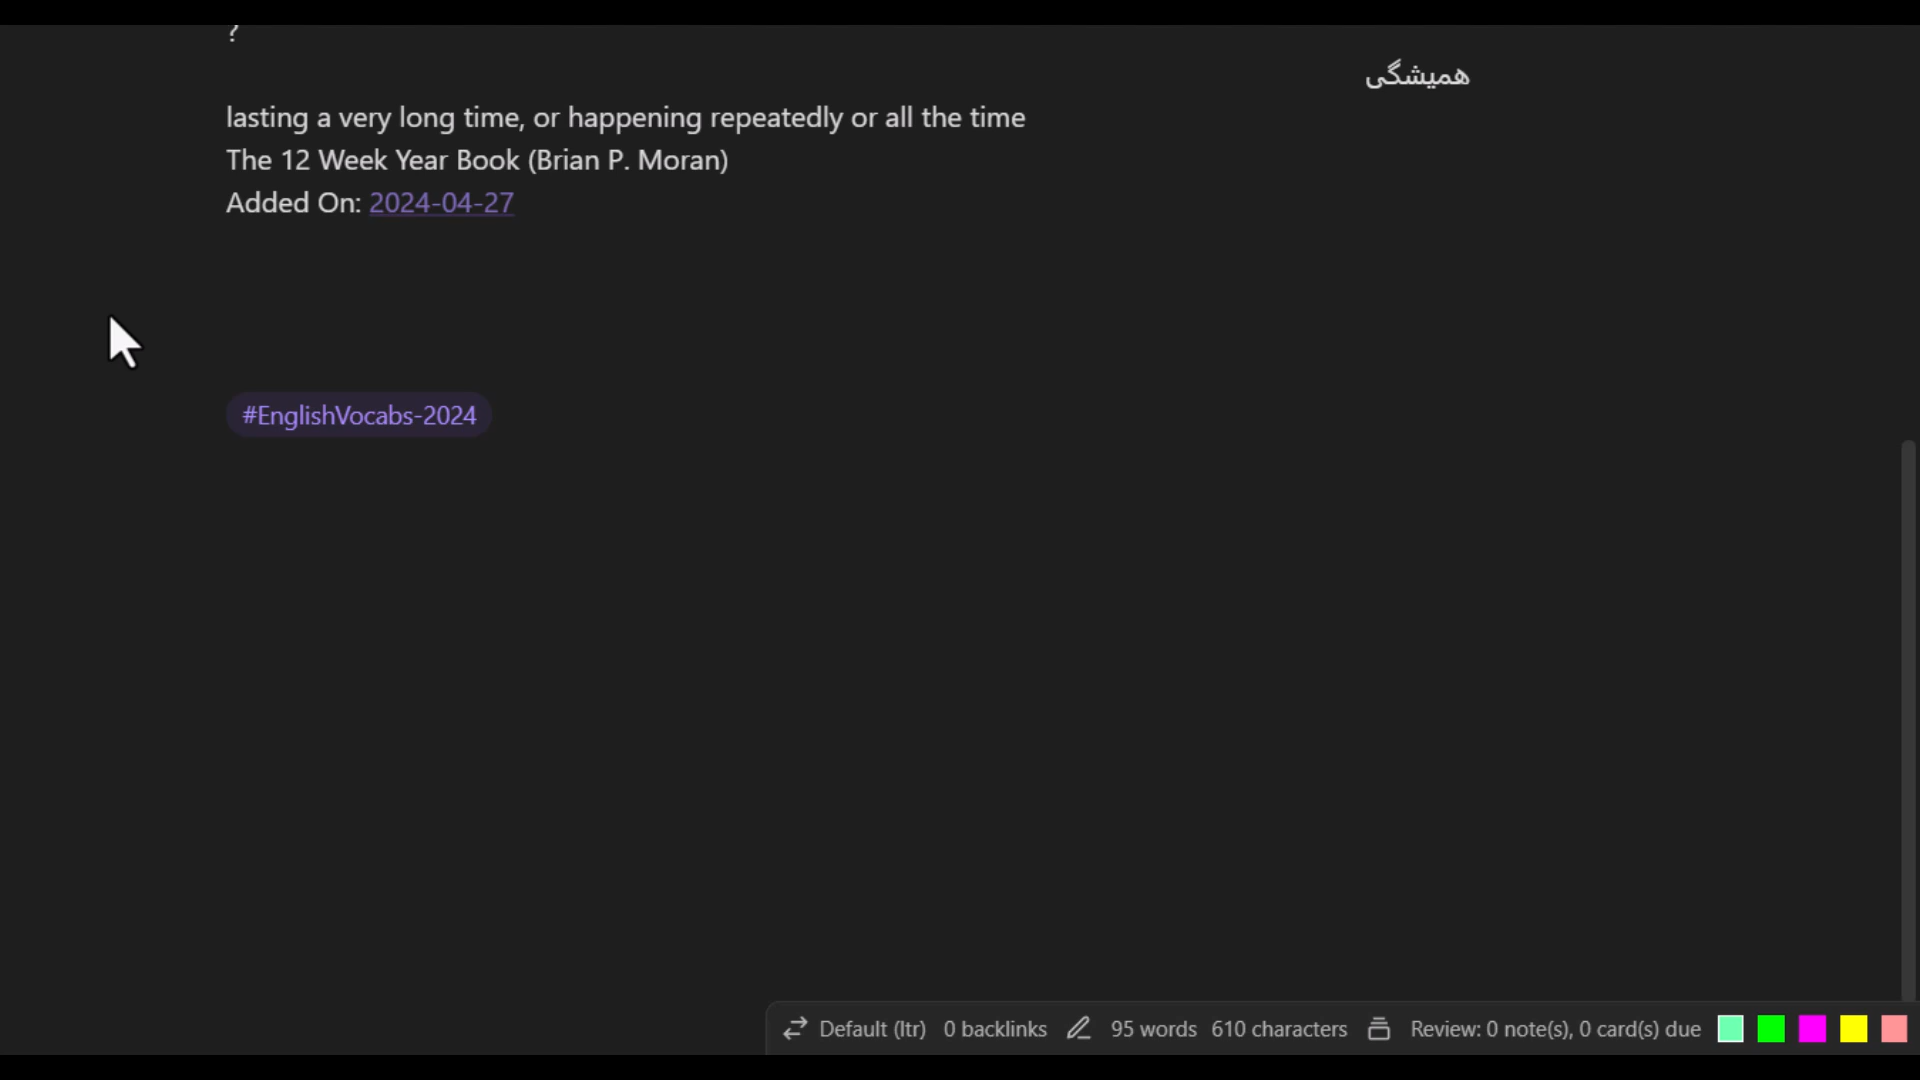 ?
همیشگی
lasting a very long time, or happening repeatedly or all the time
The 12 Week Year Book (Brian P. Moran)
Added On: 2024-04-27
#EnglishVocabs-2024
Default (ltr) 0 backlinks 95 words 610 characters Review: 0 note(s), 0 card(s) due